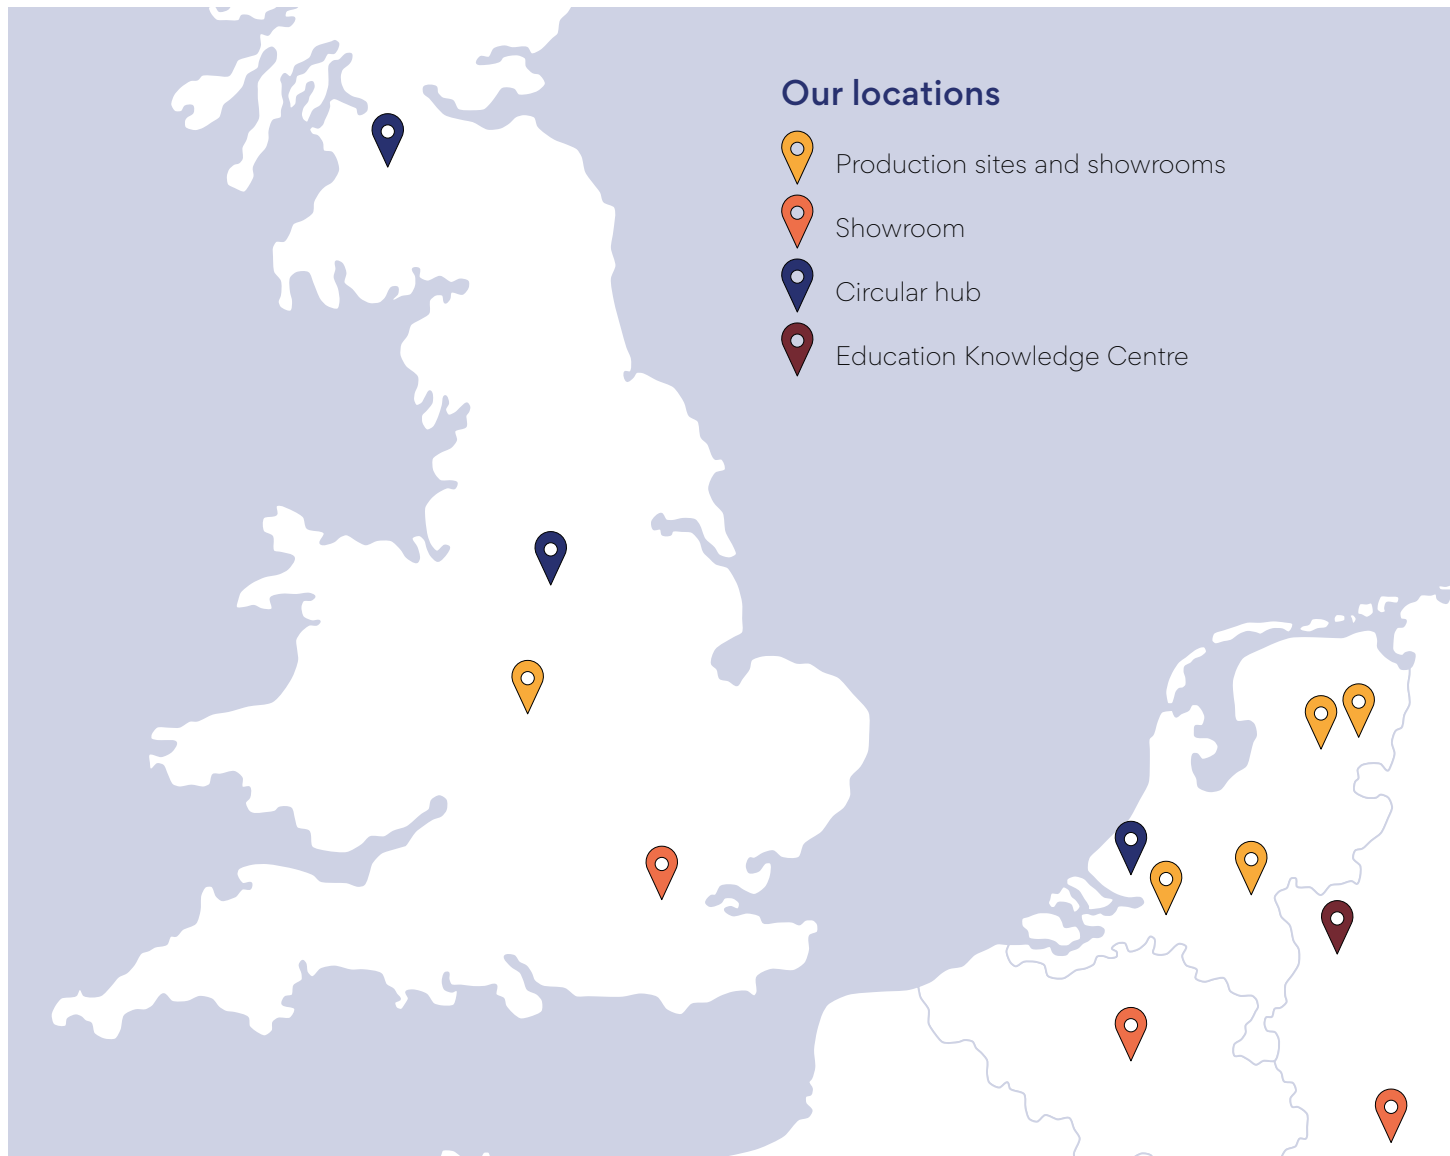 Our locations
Production sites and showrooms
Showroom
Circular hub
Education Knowledge Centre